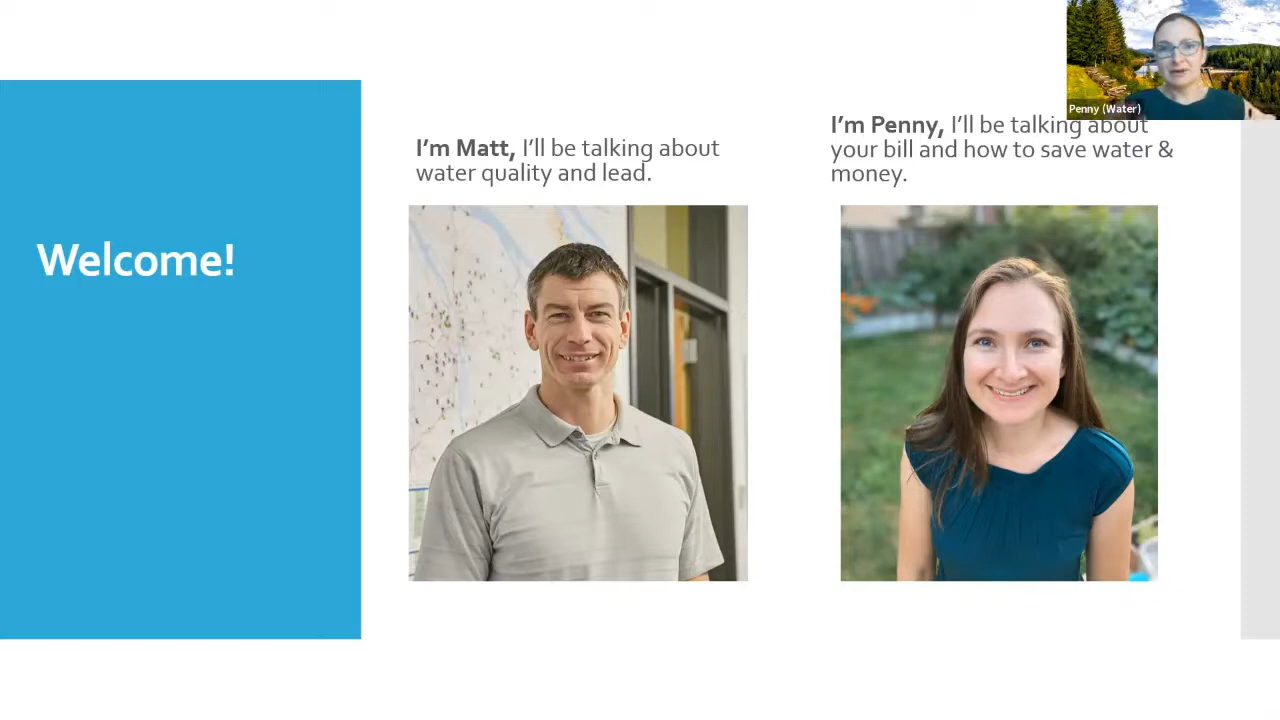 Welcome!
I’m Matt, I’ll be talking about
water quality and lead.
I’m Penny, I’ll be talking about
your bill and how to save water &
money.
Penny (Water)